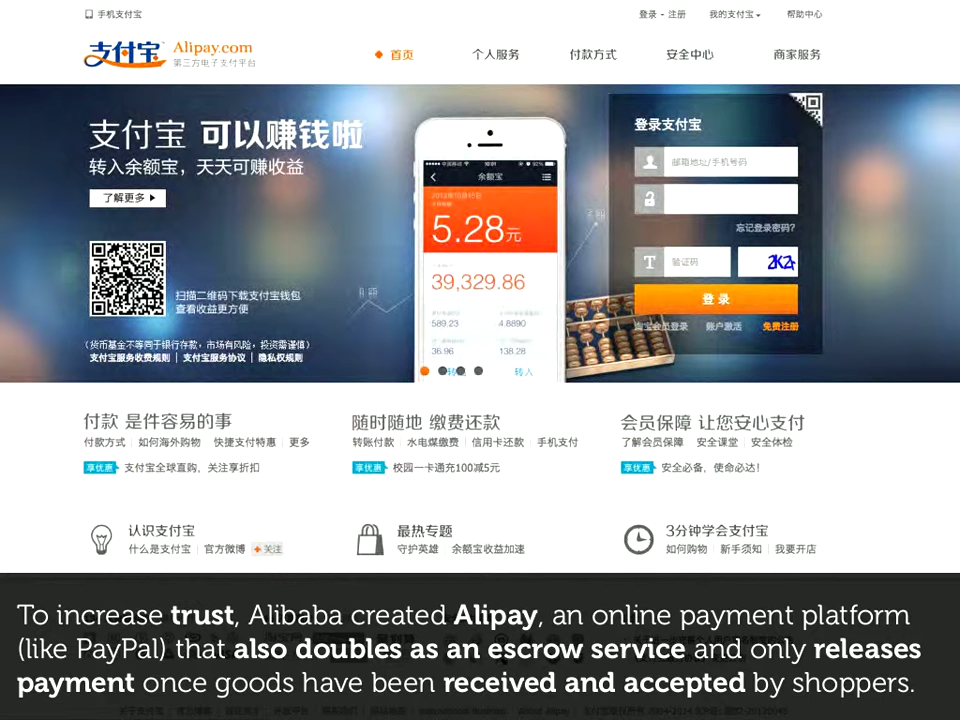 手机支付宝
登录 - 注册 我的支付宝 帮助中心
支付宝 Alipay.com
第三方电子支付平台
首页 个人服务 付款方式 安全中心 商家服务
支付宝 可以赚钱啦
转入余额宝，天天可赚收益
了解更多
扫描二维码下载支付宝钱包
查看收益更方便
（货币基金不等同于银行存款，市场有风险，投资需谨慎）
支付宝服务收费规则 | 支付宝服务协议 | 隐私权规则
余额宝
5.28元
39,329.86
589.23 4.8890
36.96 138.28
转入
登录支付宝
邮箱地址/手机号码
忘记登录密码?
验证码
2K2
登 录
淘宝会员登录 账户激活 免费注册
付款 是件容易的事
付款方式 | 如何海外购物 快捷支付特惠 | 更多
享优惠 支付宝全球直购，关注享折扣
随时随地 缴费还款
转账付款 | 水电煤缴费 | 信用卡还款 | 手机支付
享优惠 校园一卡通充100减5元
会员保障 让您安心支付
了解会员保障 安全课堂 | 安全体检
享优惠 安全必备，使命必达!
认识支付宝
什么是支付宝 | 官方微博 +关注
最热专题
守护英雄 余额宝收益加速
3分钟学会支付宝
如何购物 | 新手须知 | 我要开店
To increase trust, Alibaba created Alipay, an online payment platform
(like PayPal) that also doubles as an escrow service and only releases
payment once goods have been received and accepted by shoppers.